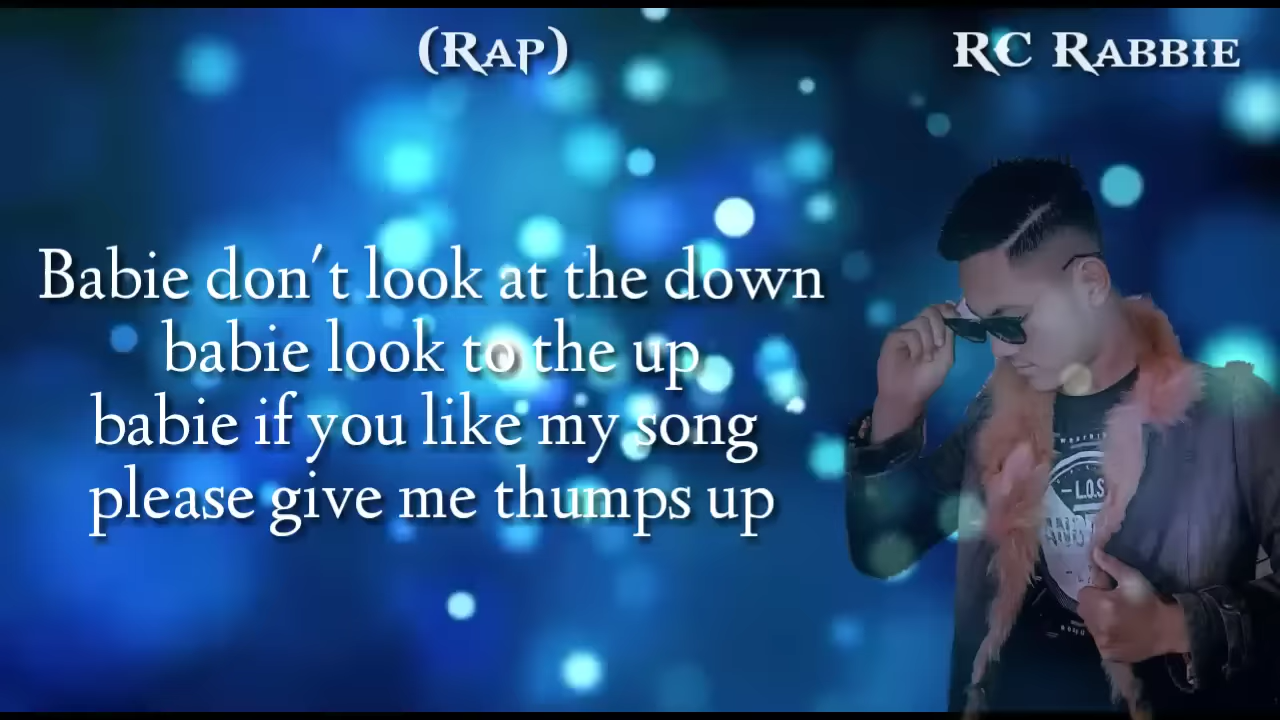 (Rap)
RC Rabbie
Babie don't look at the down
babie look to the up
babie if you like my song
please give me thumps up
L.O.S